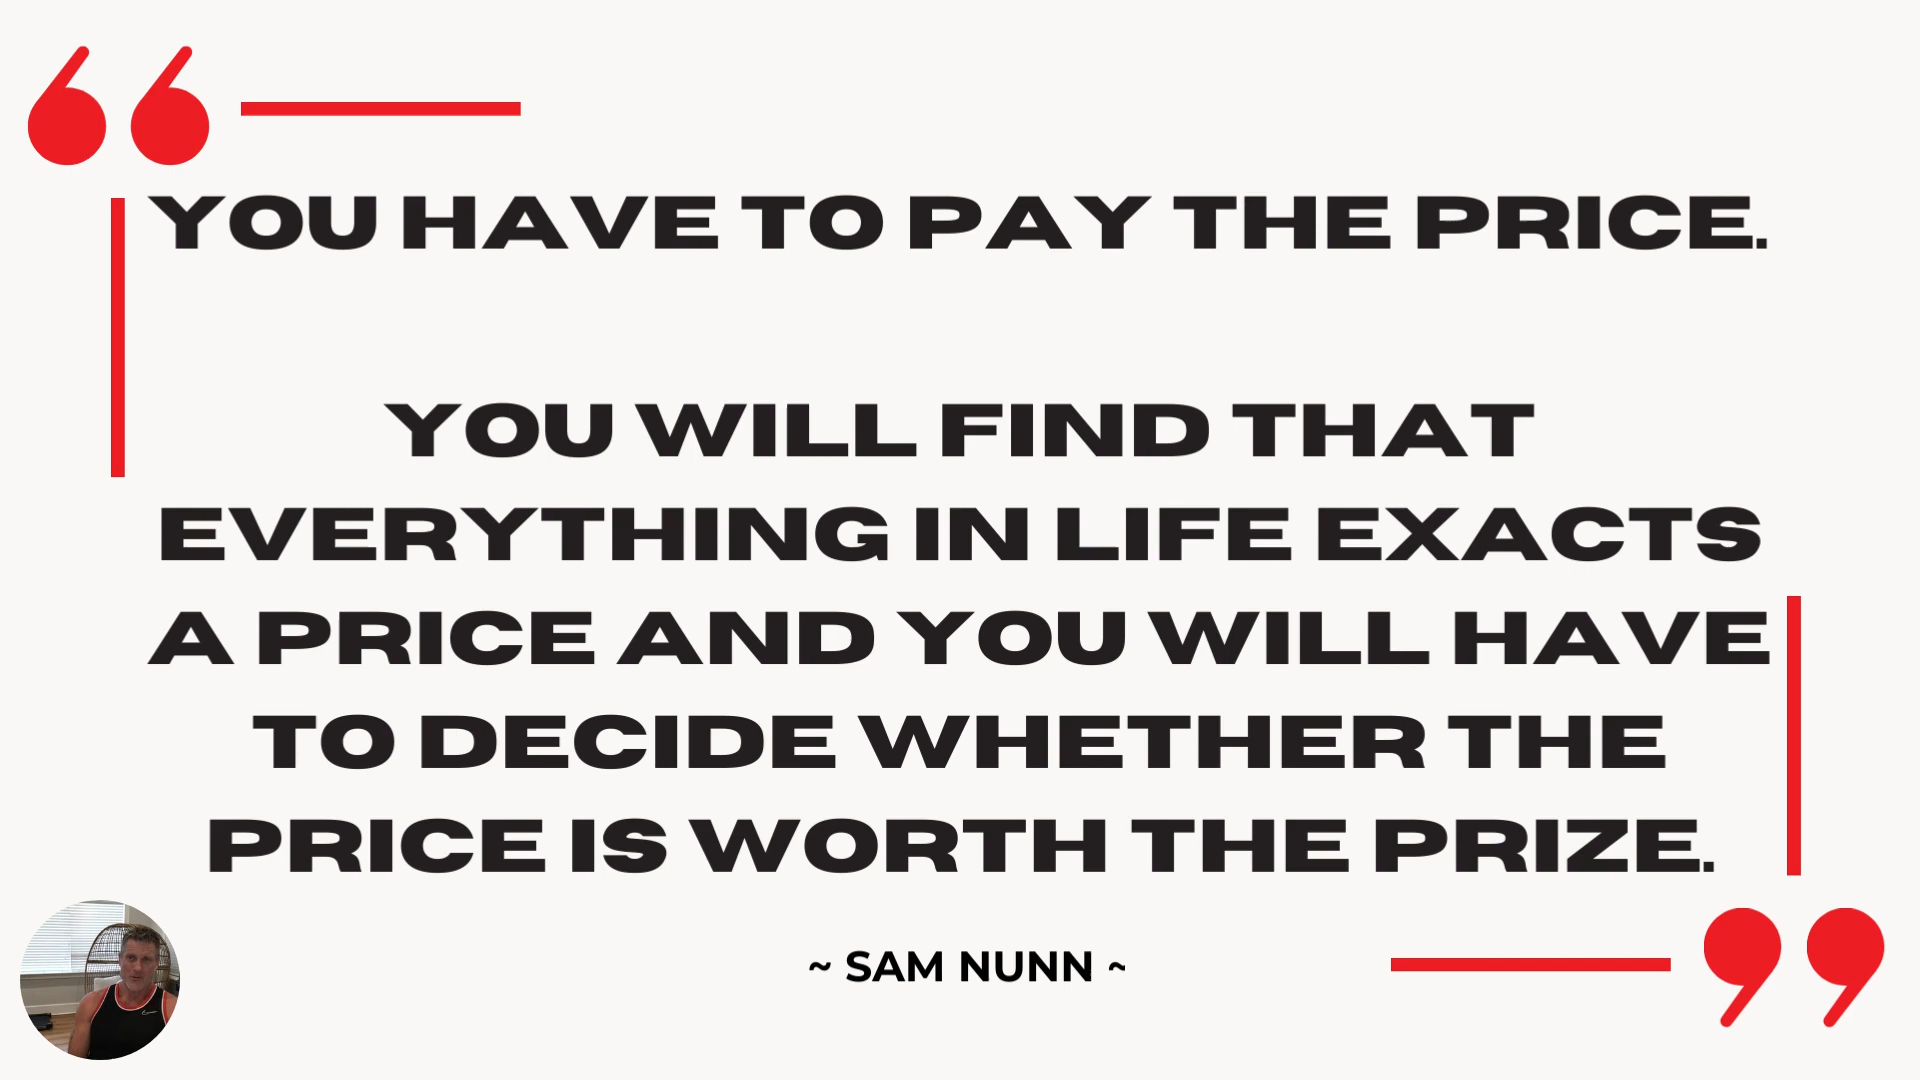 YOU HAVE TO PAY THE PRICE.
YOU WILL FIND THAT
EVERYTHING IN LIFE EXACTS
A PRICE AND YOU WILL HAVE
TO DECIDE WHETHER THE
PRICE IS WORTH THE PRIZE.
~ SAM NUNN ~